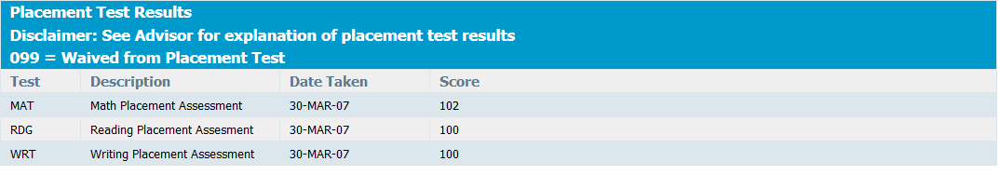 Placement Test Results
Disclaimer: See Advisor for explanation of placement test results
099 = Waived from Placement Test
Test Description Date Taken Score
MAT Math Placement Assessment 30-MAR-07 102
RDG Reading Placement Assesment 30-MAR-07 100
WRT Writing Placement Assessment 30-MAR-07 100